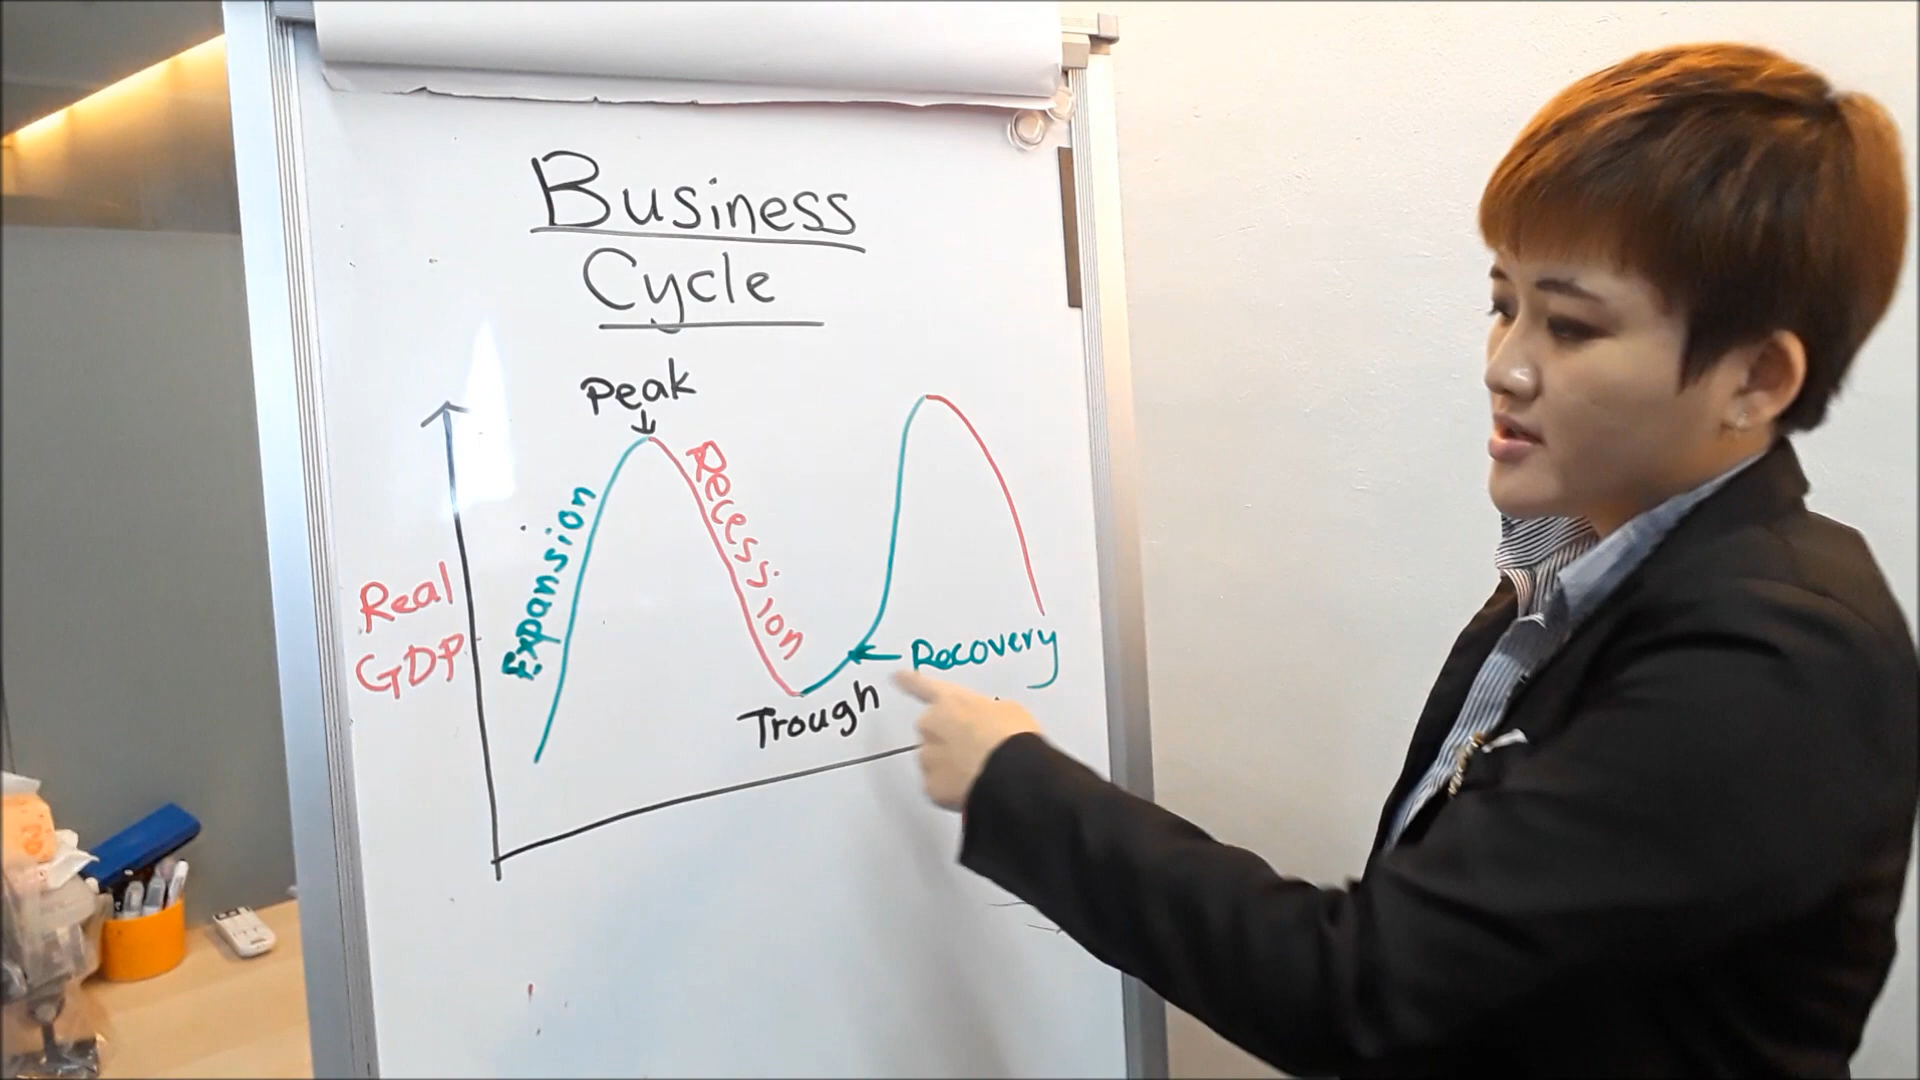 Business
Cycle
Peak
Expansion
Recession
Real
GDP
Recovery
Trough